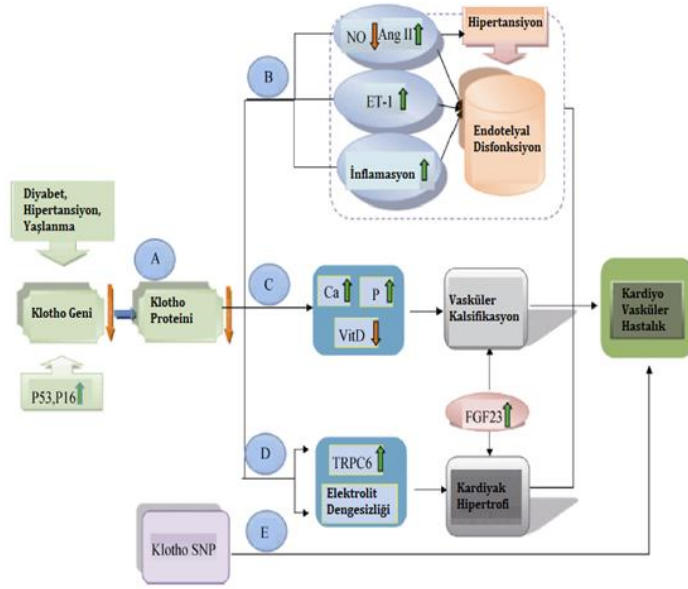 NO Ang II
Hipertansiyon
B
ET-1
Endotelyal
Disfonksiyon
İnflamasyon
Diyabet,
Hipertansiyon,
Yaşlanma
A
Klotho Geni
Klotho
Proteini
C
Ca P
VitD
Vasküler
Kalsifikasyon
Kardiyo
Vasküler
Hastalık
P53,P16
FGF23
D
TRPC6
Elektrolit
Dengesizliği
Kardiyak
Hipertrofi
E
Klotho SNP